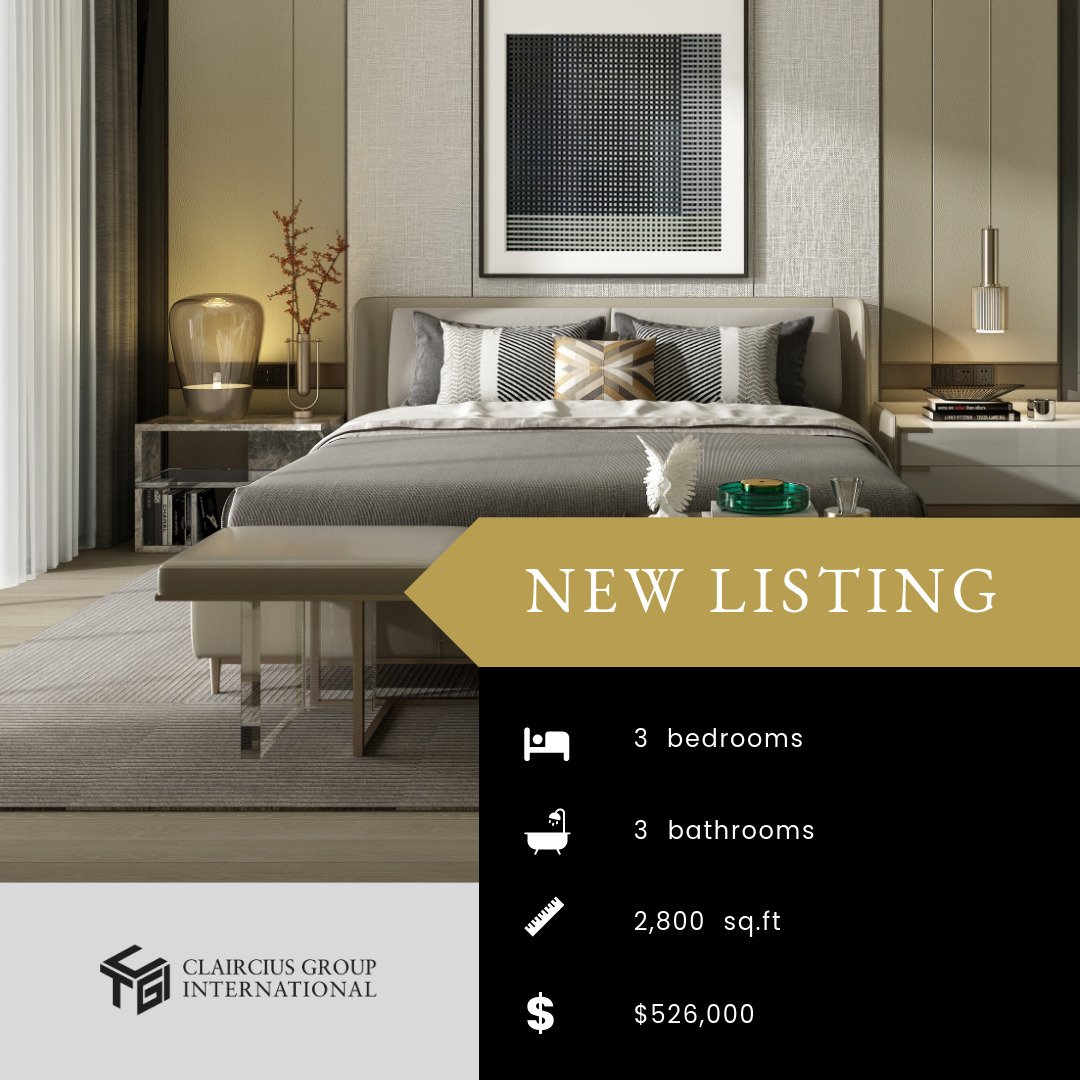 NEW LISTING
3 bedrooms
3 bathrooms
2,800 sq.ft
$526,000
CLAIRCIUS GROUP
INTERNATIONAL